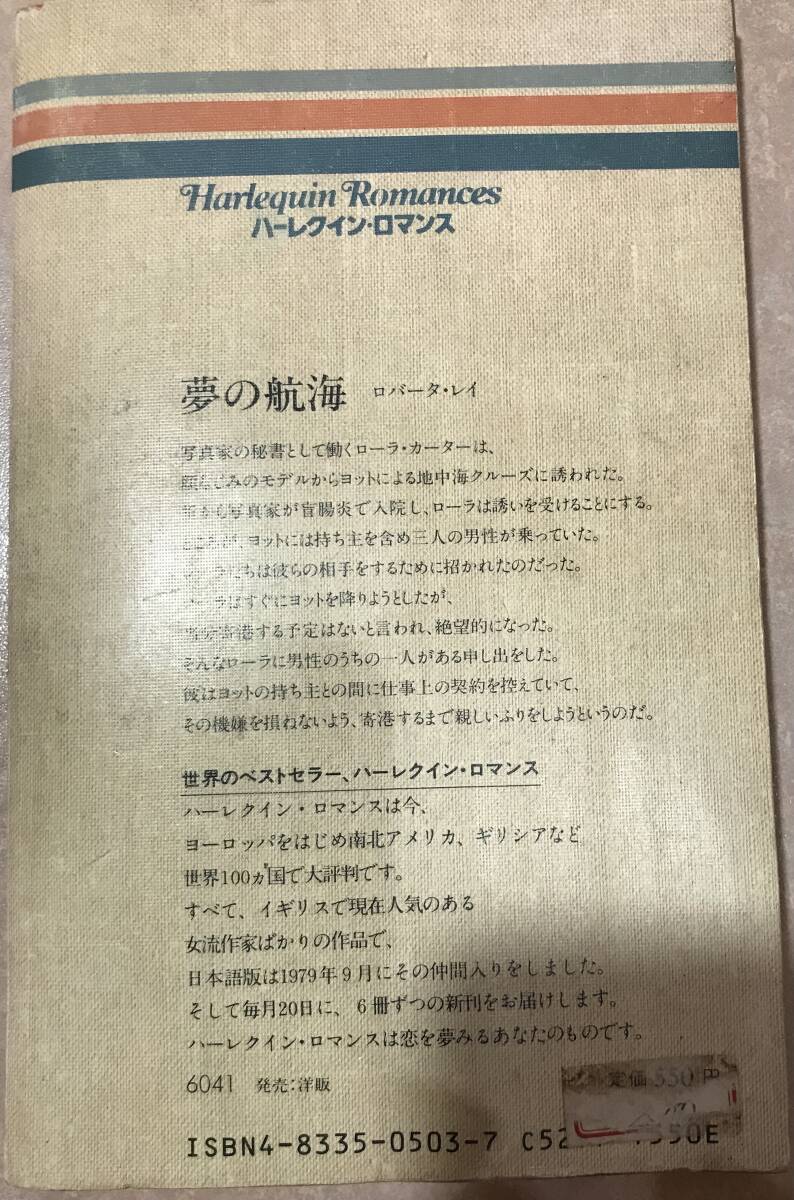 Harlequin Romances
ハーレクイン・ロマンス
夢の航海 ロバータ・レイ
写真家の秘書として働くローラ・カーターは、
顔なじみのモデルからヨットによる地中海クルーズに誘われた。
写真家が盲腸炎で入院し、ローラは誘いを受けることにする。
ところが、ヨットには持ち主を含め三人の男性が乗っていた。
ローラたちは彼らの相手をするために招かれたのだった。
ローラはすぐにヨットを降りようとしたが、
当分寄港する予定はないと言われ、絶望的になった。
そんなローラに男性のうちの一人がある申し出をした。
彼はヨットの持ち主との間に仕事上の契約を控えていて、
その機嫌を損ねないよう、寄港するまで親しいふりをしようというのだ。
世界のベストセラー、ハーレクイン・ロマンス
ハーレクイン・ロマンスは今、
ヨーロッパをはじめ南北アメリカ、ギリシアなど
世界100ヵ国で大評判です。
すべて、イギリスで現在人気のある
女流作家ばかりの作品で、
日本語版は1979年9月にその仲間入りをしました。
そして毎月20日に、6冊ずつの新刊をお届けします。
ハーレクイン・ロマンスは恋を夢みるあなたのものです。
6041 発売:洋販
定価 550円
ISBN4-8335-0503-7 C52 550E